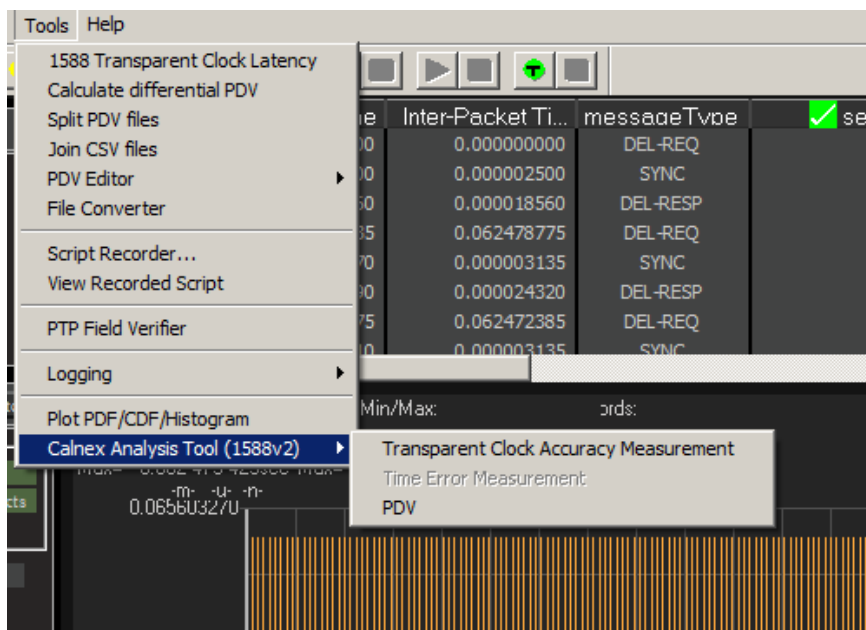 Tools Help
1588 Transparent Clock Latency
Calculate differential PDV
Split PDV files
Join CSV files
PDV Editor
File Converter
Script Recorder...
View Recorded Script
PTP Field Verifier
Logging
Plot PDF/CDF/Histogram
Calnex Analysis Tool (1588v2)
Transparent Clock Accuracy Measurement
Time Error Measurement
PDV
Inter-Packet Ti... messageType
0.000000000 DEL-REQ
0.000002500 SYNC
0.000018560 DEL-RESP
0.062478775 DEL-REQ
0.000003135 SYNC
0.000024320 DEL-RESP
0.062472385 DEL-REQ
0.000003135 SYNC
Min/Max:
-m- -u- -n-
0.065603270